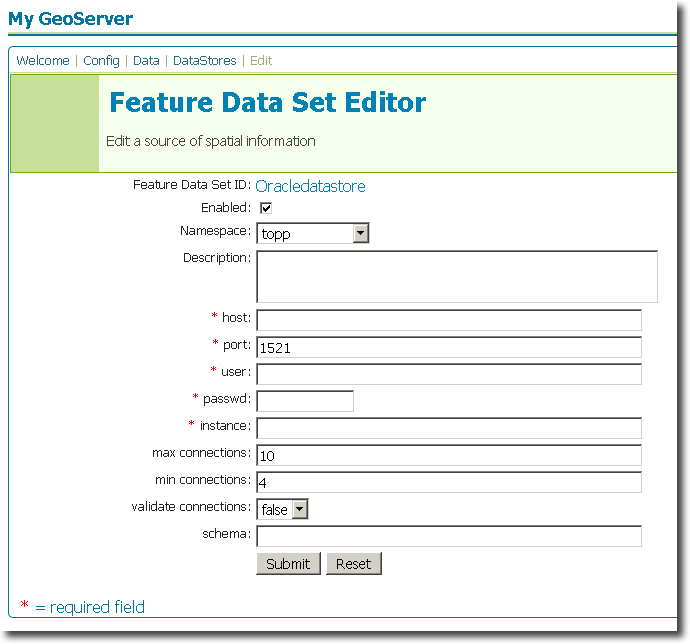 My GeoServer
Welcome | Config | Data | DataStores | Edit
Feature Data Set Editor
Edit a source of spatial information
Feature Data Set ID: Oracledatastore
Enabled:
Namespace: topp
Description:
* host:
* port: 1521
* user:
* passwd:
* instance:
max connections: 10
min connections: 4
validate connections: false
schema:
Submit Reset
* = required field